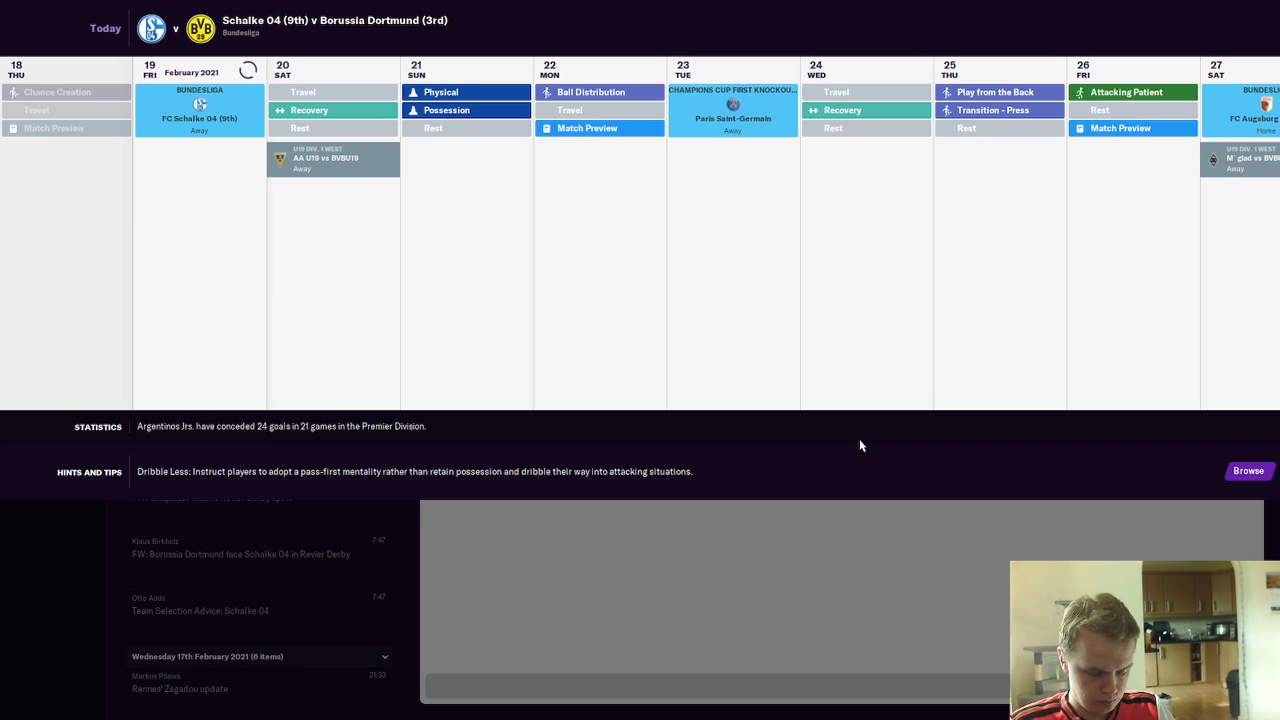 Today
v
Schalke 04 (9th) v Borussia Dortmund (3rd)
Bundesliga
18
THU
19
FRI
February 2021
20
SAT
21
SUN
22
MON
23
TUE
24
WED
25
THU
26
FRI
27
SAT
Chance Creation
Travel
Match Preview
BUNDESLIGA
FC Schalke 04 (9th)
Away
Travel
Recovery
Rest
U19 DIV. 1 WEST
AA U19 vs BVBU19
Away
Physical
Possession
Rest
Ball Distribution
Travel
Match Preview
CHAMPIONS CUP FIRST KNOCKOU...
Paris Saint-Germain
Away
Travel
Recovery
Rest
Play from the Back
Transition - Press
Rest
Attacking Patient
Rest
Match Preview
BUNDESLI
FC Augsburg
Home
U19 DIV. 1 WEST
M'glad vs BVBU
Away
STATISTICS
Argentinos Jrs. have conceded 24 goals in 21 games in the Premier Division.
HINTS AND TIPS
Dribble Less: Instruct players to adopt a pass-first mentality rather than retain possession and dribble their way into attacking situations.
Browse
Klaus Birkholz
7:47
FW: Borussia Dortmund face Schalke 04 in Revier Derby
Otto Addo
7:47
Team Selection Advice: Schalke 04
Wednesday 17th February 2021 (6 items)
Markus Pilawa
21:33
Rennes' Zagadou update